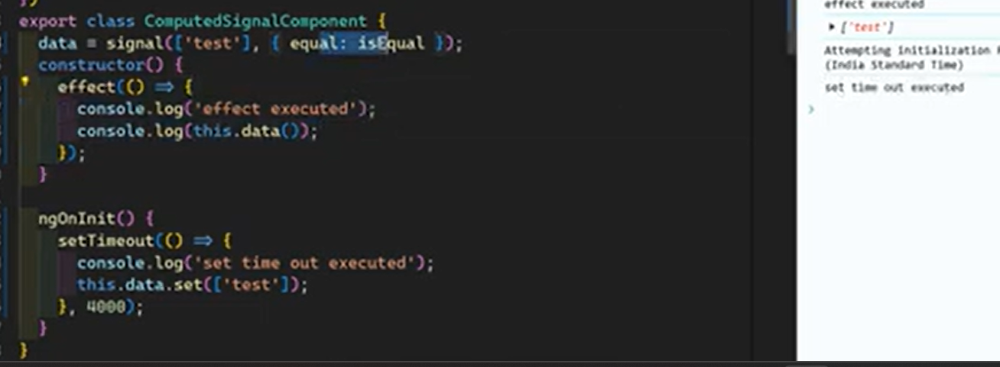 })
export class ComputedSignalComponent {
data = signal(['test'], { equal: isEqual });
constructor() {
effect(() => {
console.log('effect executed');
console.log(this.data());
});
}
ngOnInit() {
setTimeout(() => {
console.log('set time out executed');
this.data.set(['test']);
}, 4000);
}
}
effect executed
▸ ['test']
Attempting initialization
(India Standard Time)
set time out executed
›